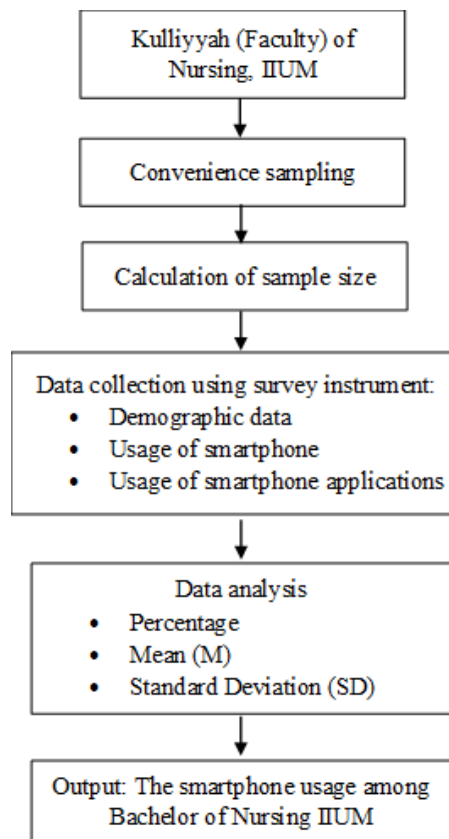 Kulliyyah (Faculty) of
Nursing, IIUM
Convenience sampling
Calculation of sample size
Data collection using survey instrument:
• Demographic data
• Usage of smartphone
• Usage of smartphone applications
Data analysis
• Percentage
• Mean (M)
• Standard Deviation (SD)
Output: The smartphone usage among
Bachelor of Nursing IIUM